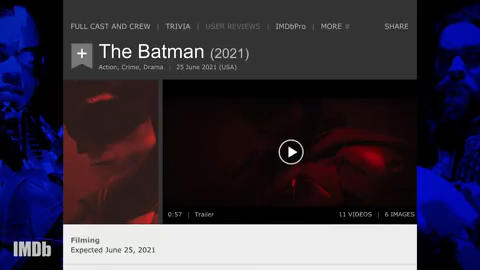 FULL CAST AND CREW | TRIVIA | USER REVIEWS | IMDbPro | MORE | SHARE
+ The Batman (2021)
Action, Crime, Drama | 25 June 2021 (USA)
0:57 | Trailer 11 VIDEOS | 6 IMAGES
Filming
Expected June 25, 2021
IMDb